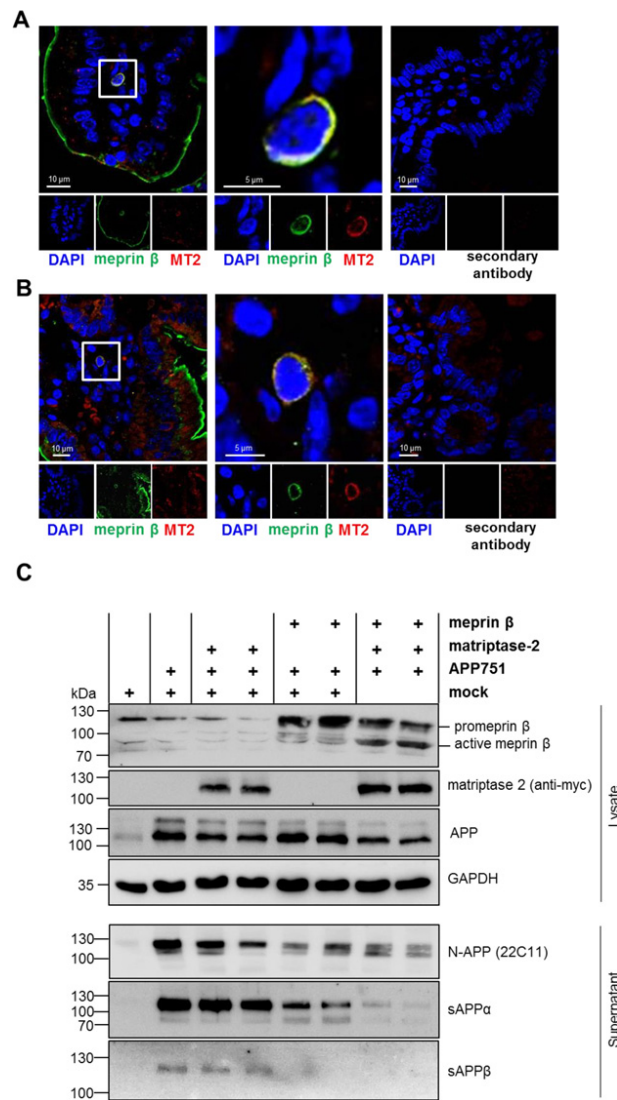 A
10 µm
5 µm
10 µm
DAPI meprin β MT2
DAPI meprin β MT2
DAPI secondary antibody
B
10 µm
5 µm
10 µm
DAPI meprin β MT2
DAPI meprin β MT2
DAPI secondary antibody
C
+ + + + meprin β
+ + + + matriptase-2
+ + + + + + + APP751
kDa + + + + + + mock
130
100
70
promeprin β
active meprin β
130
100
matriptase 2 (anti-myc)
130
100
APP
35
GAPDH
Lysate
130
100
N-APP (22C11)
130
100
70
sAPPα
130
100
sAPPβ
Supernatant